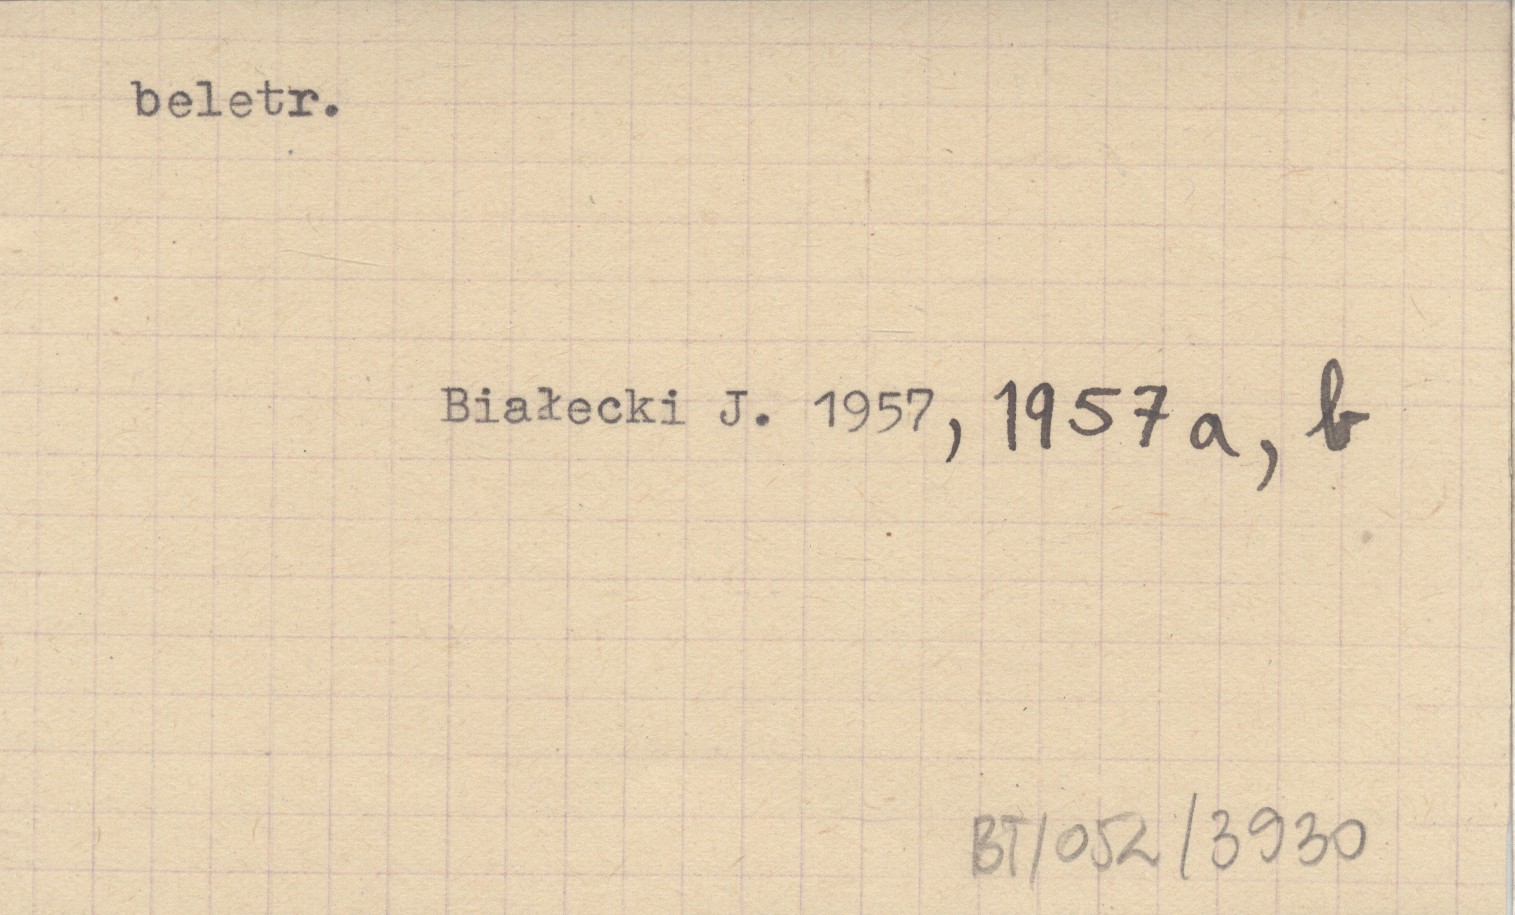 beletr.
Białecki J. 1957, 1957a, b
BT/052/3930